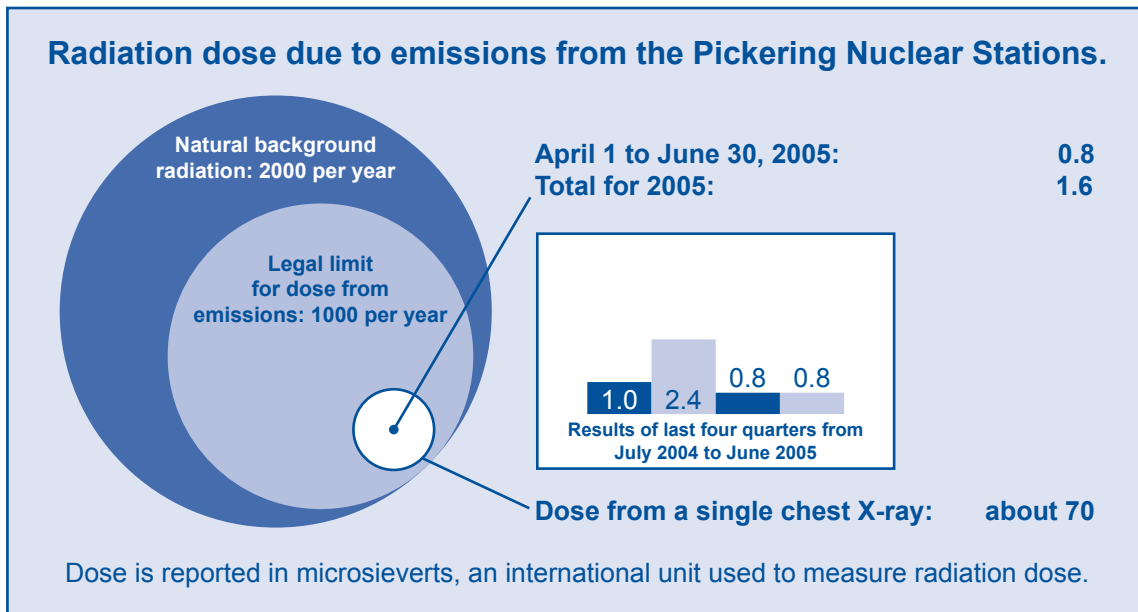 Radiation dose due to emissions from the Pickering Nuclear Stations.
Natural background
radiation: 2000 per year
Legal limit
for dose from
emissions: 1000 per year
April 1 to June 30, 2005: 0.8
Total for 2005: 1.6
1.0 2.4 0.8 0.8
Results of last four quarters from
July 2004 to June 2005
Dose from a single chest X-ray: about 70
Dose is reported in microsieverts, an international unit used to measure radiation dose.